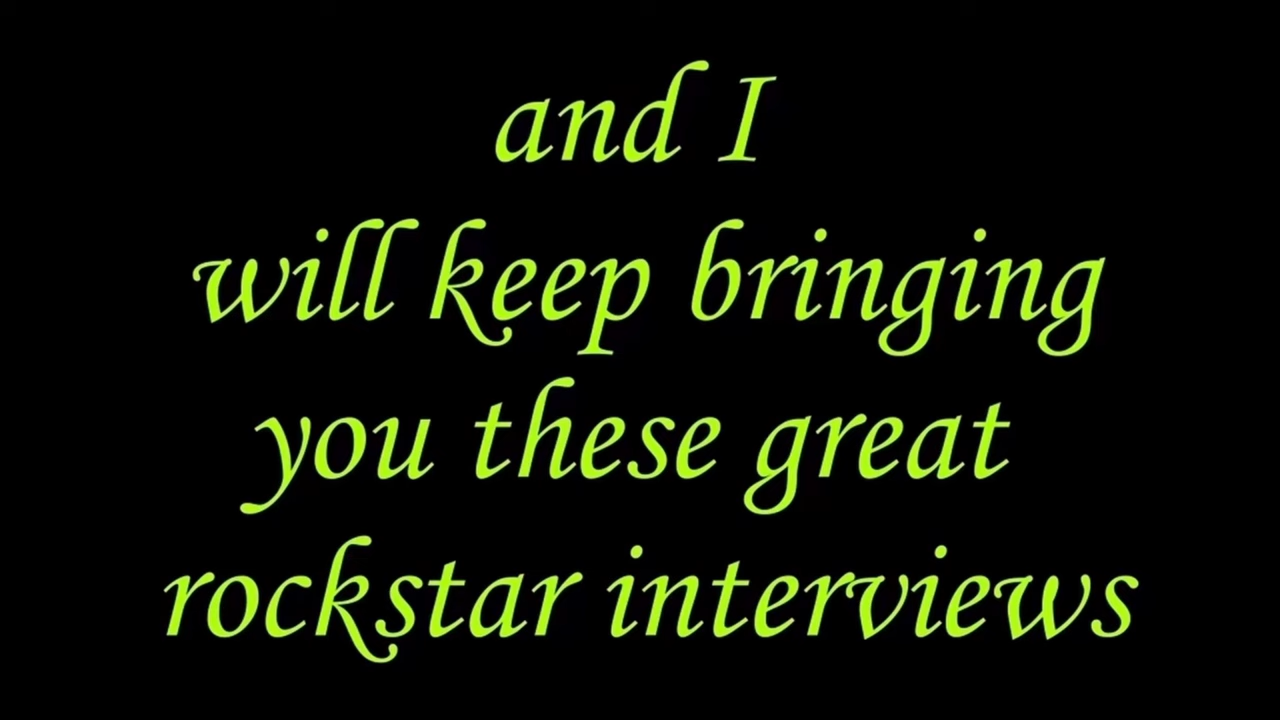 and I
will keep bringing
you these great
rockstar interviews